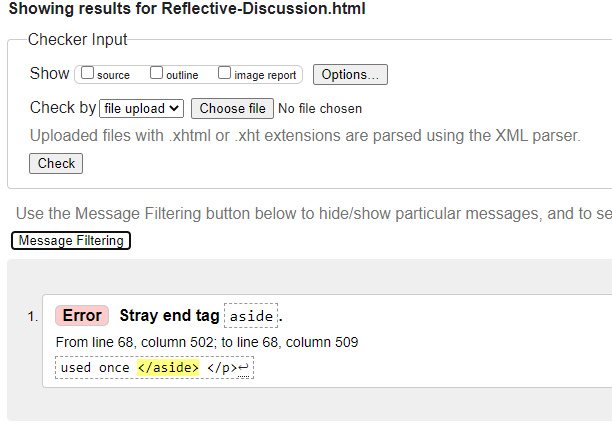 Showing results for Reflective-Discussion.html
Checker Input
Show source outline image report Options...
Check by file upload Choose file No file chosen
Uploaded files with .xhtml or .xht extensions are parsed using the XML parser.
Check
Use the Message Filtering button below to hide/show particular messages, and to se
Message Filtering
1. Error Stray end tag aside.
From line 68, column 502; to line 68, column 509
used once </aside> </p>↩